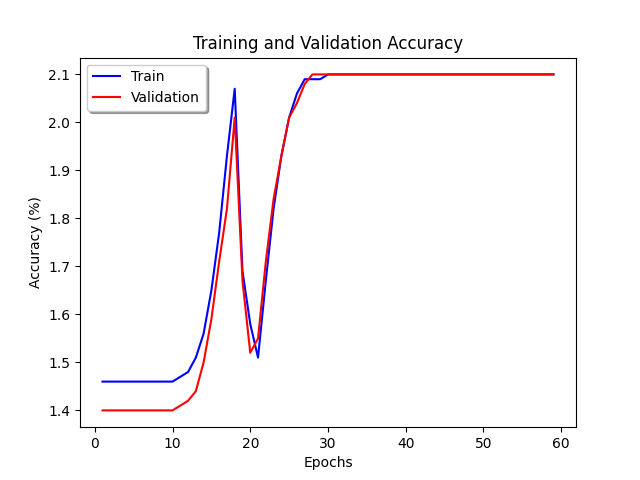 Training and Validation Accuracy
Train
Validation
Accuracy (%)
2.1
2.0
1.9
1.8
1.7
1.6
1.5
1.4
0 10 20 30 40 50 60
Epochs